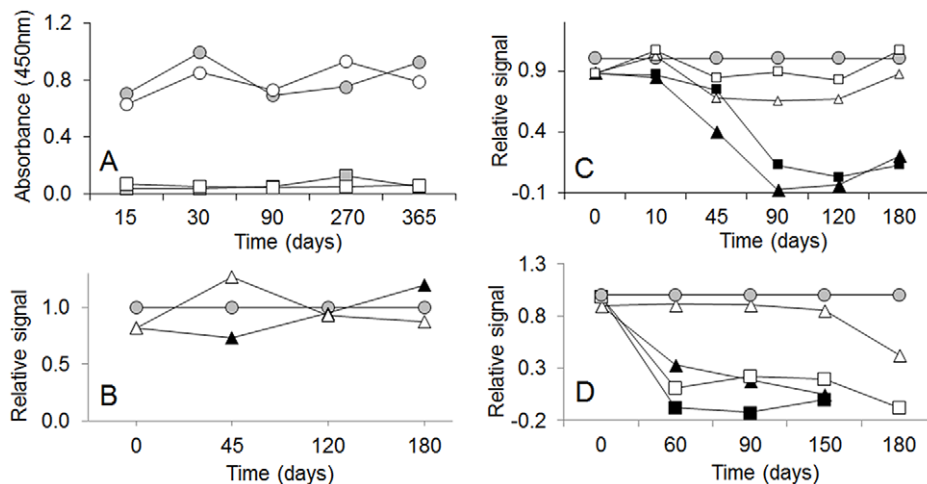 1.2
0.8
0.4
0.0
Absorbance (450nm)
A
15 30 90 270 365
Time (days)
1.0
0.5
0.0
Relative signal
B
0 45 120 180
Time (days)
0.9
0.4
-0.1
Relative signal
C
0 10 45 90 120 180
Time (days)
1.3
0.8
0.3
-0.2
Relative signal
D
0 60 90 150 180
Time (days)